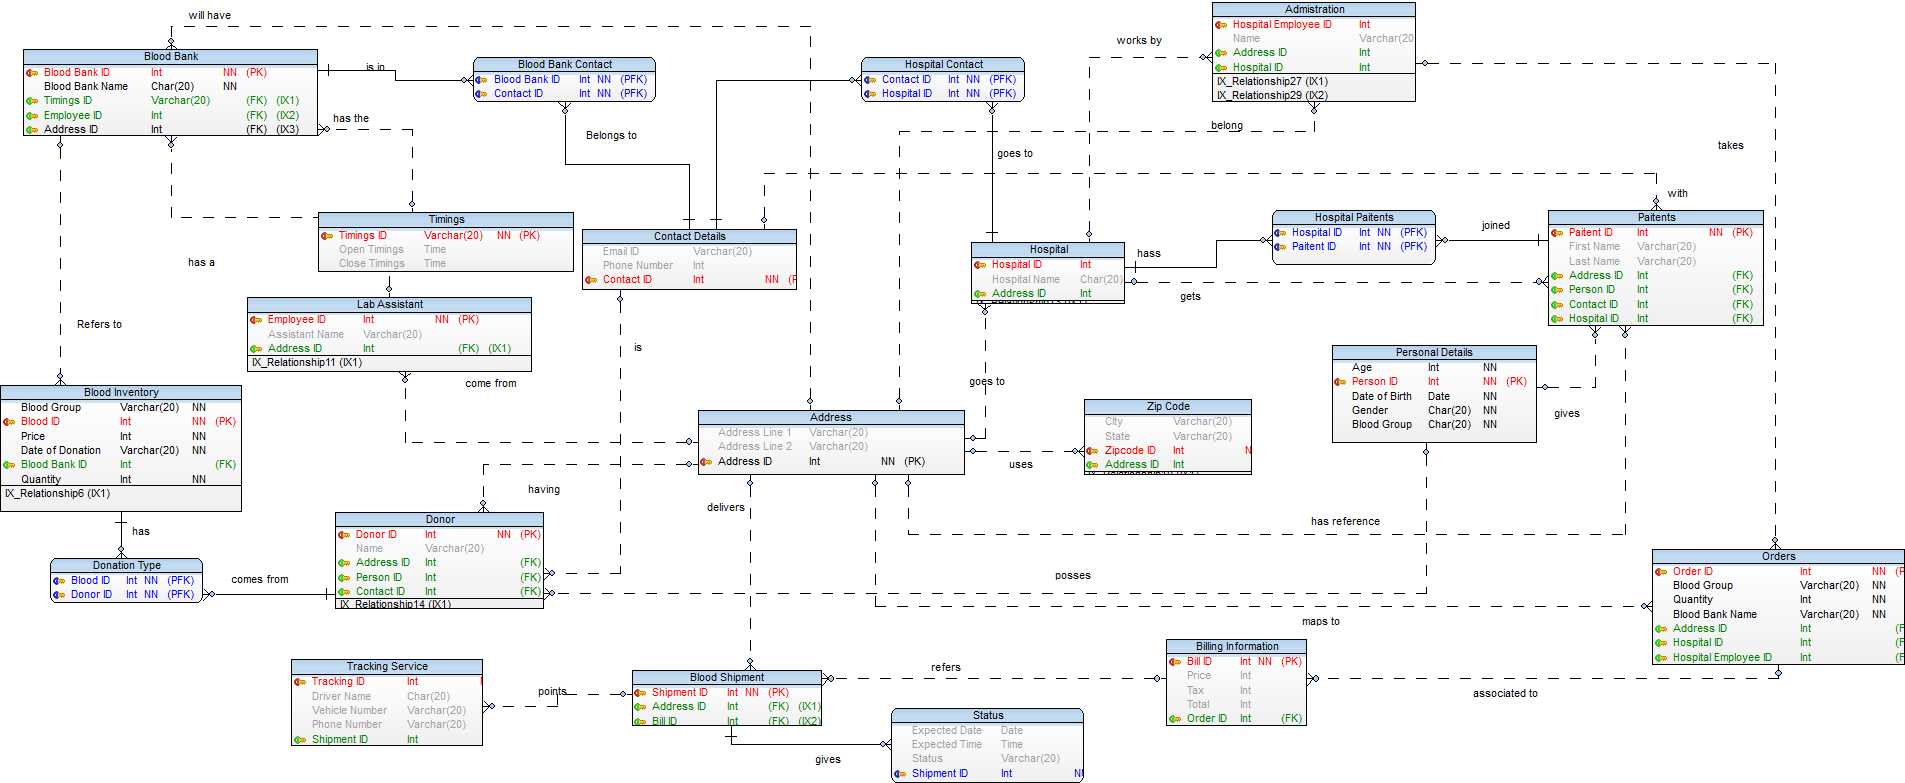 will have
Blood Bank
Blood Bank ID Int NN (PK)
Blood Bank Name Char(20) NN
Timings ID Varchar(20) (FK) (IX1)
Employee ID Int (FK) (IX2)
Address ID Int (FK) (IX3)
is in
Blood Bank Contact
Blood Bank ID Int NN (PFK)
Contact ID Int NN (PFK)
Hospital Contact
Contact ID Int NN (PFK)
Hospital ID Int NN (PFK)
works by
Admistration
Hospital Employee ID Int
Name Varchar(20
Address ID Int
Hospital ID Int
IX_Relationship27 (IX1)
IX_Relationship29 (IX2)
has the
Belongs to
goes to
belong
takes
with
Timings
Timings ID Varchar(20) NN (PK)
Open Timings Time
Close Timings Time
has a
Contact Details
Email ID Varchar(20)
Phone Number Int
Contact ID Int NN (F
Hospital
Hospital ID Int
Hospital Name Char(20)
Address ID Int
hass
gets
Hospital Paitents
Hospital ID Int NN (PFK)
Paitent ID Int NN (PFK)
joined
Paitents
Paitent ID Int NN (PK)
First Name Varchar(20)
Last Name Varchar(20)
Address ID Int (FK)
Person ID Int (FK)
Contact ID Int (FK)
Hospital ID Int (FK)
Lab Assistant
Employee ID Int NN (PK)
Assistant Name Varchar(20)
Address ID Int (FK) (IX1)
IX_Relationship11 (IX1)
Refers to
is
come from
goes to
Personal Details
Age Int NN
Person ID Int NN (PK)
Date of Birth Date NN
Gender Char(20) NN
Blood Group Char(20) NN
gives
Blood Inventory
Blood Group Varchar(20) NN
Blood ID Int NN (PK)
Price Int NN
Date of Donation Varchar(20) NN
Blood Bank ID Int (FK)
Quantity Int NN
IX_Relationship6 (IX1)
has
Address
Address Line 1 Varchar(20)
Address Line 2 Varchar(20)
Address ID Int NN (PK)
uses
Zip Code
City Varchar(20)
State Varchar(20)
Zipcode ID Int N
Address ID Int
having
delivers
has reference
Donor
Donor ID Int NN (PK)
Name Varchar(20)
Address ID Int (FK)
Person ID Int (FK)
Contact ID Int (FK)
IX_Relationship14 (IX1)
Donation Type
Blood ID Int NN (PFK)
Donor ID Int NN (PFK)
comes from
posses
maps to
Orders
Order ID Int NN (F
Blood Group Varchar(20) NN
Quantity Int NN
Blood Bank Name Varchar(20) NN
Address ID Int (F
Hospital ID Int (F
Hospital Employee ID Int (F
Tracking Service
Tracking ID Int
Driver Name Char(20)
Vehicle Number Varchar(20)
Phone Number Varchar(20)
Shipment ID Int
points
Blood Shipment
Shipment ID Int NN (PK)
Address ID Int (FK) (IX1)
Bill ID Int (FK) (IX2)
refers
Billing Information
Bill ID Int NN (PK)
Price Int
Tax Int
Total Int
Order ID Int (FK)
associated to
gives
Status
Expected Date Date
Expected Time Time
Status Varchar(20)
Shipment ID Int N